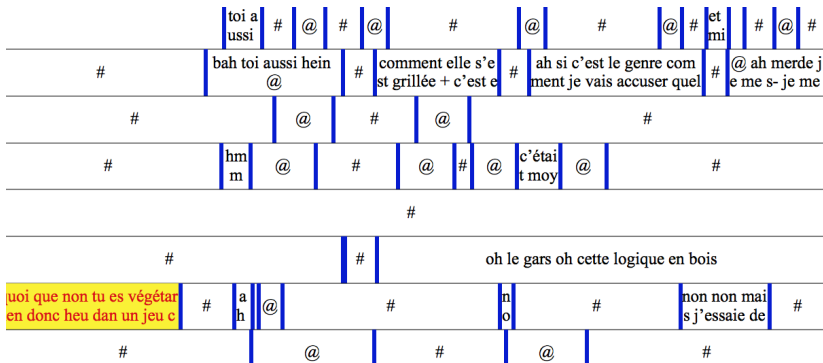 toi a # @ # @ # @ # @ # et # @ #
ussi mi
# bah toi aussi hein # comment elle s'e # ah si c'est le genre com # @ ah merde j
@ st grillée + c'est e ment je vais accuser quel e me s- je me
# @ # @ #
# hm @ # @ # @ c'étai @ #
m t moy
#
# # oh le gars oh cette logique en bois
uoi que non tu es végétar # a @ # n # non non mai #
en donc heu dan un jeu c h o s j'essaie de
# @ # @ #